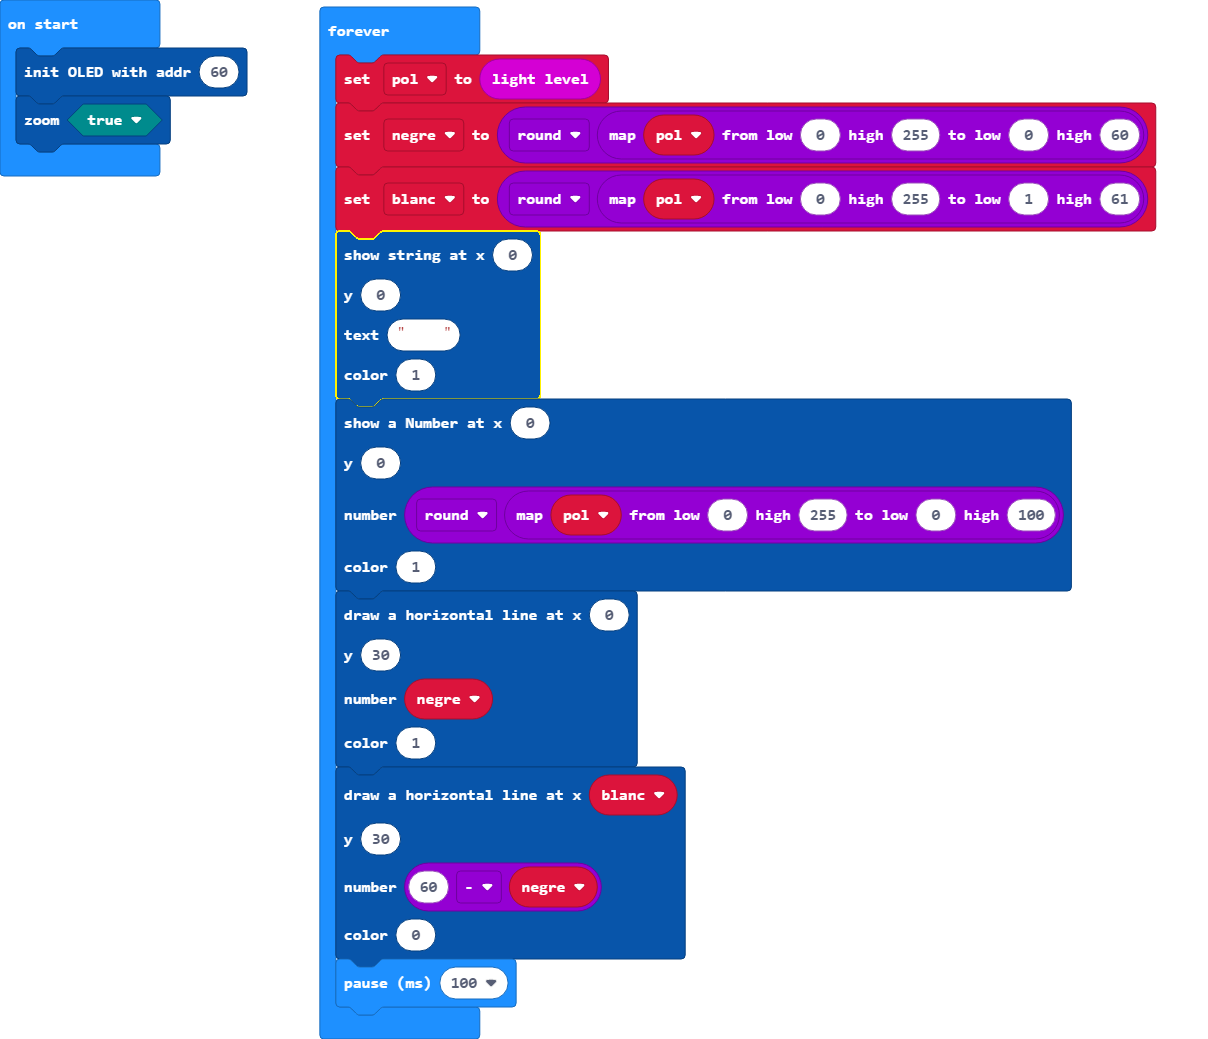 on start
init OLED with addr 60
zoom true
forever
set pol to light level
set negre to round map pol from low 0 high 255 to low 0 high 60
set blanc to round map pol from low 0 high 255 to low 1 high 61
show string at x 0
y 0
text "    "
color 1
show a Number at x 0
y 0
number round map pol from low 0 high 255 to low 0 high 100
color 1
draw a horizontal line at x 0
y 30
number negre
color 1
draw a horizontal line at x blanc
y 30
number 60 - negre
color 0
pause (ms) 100